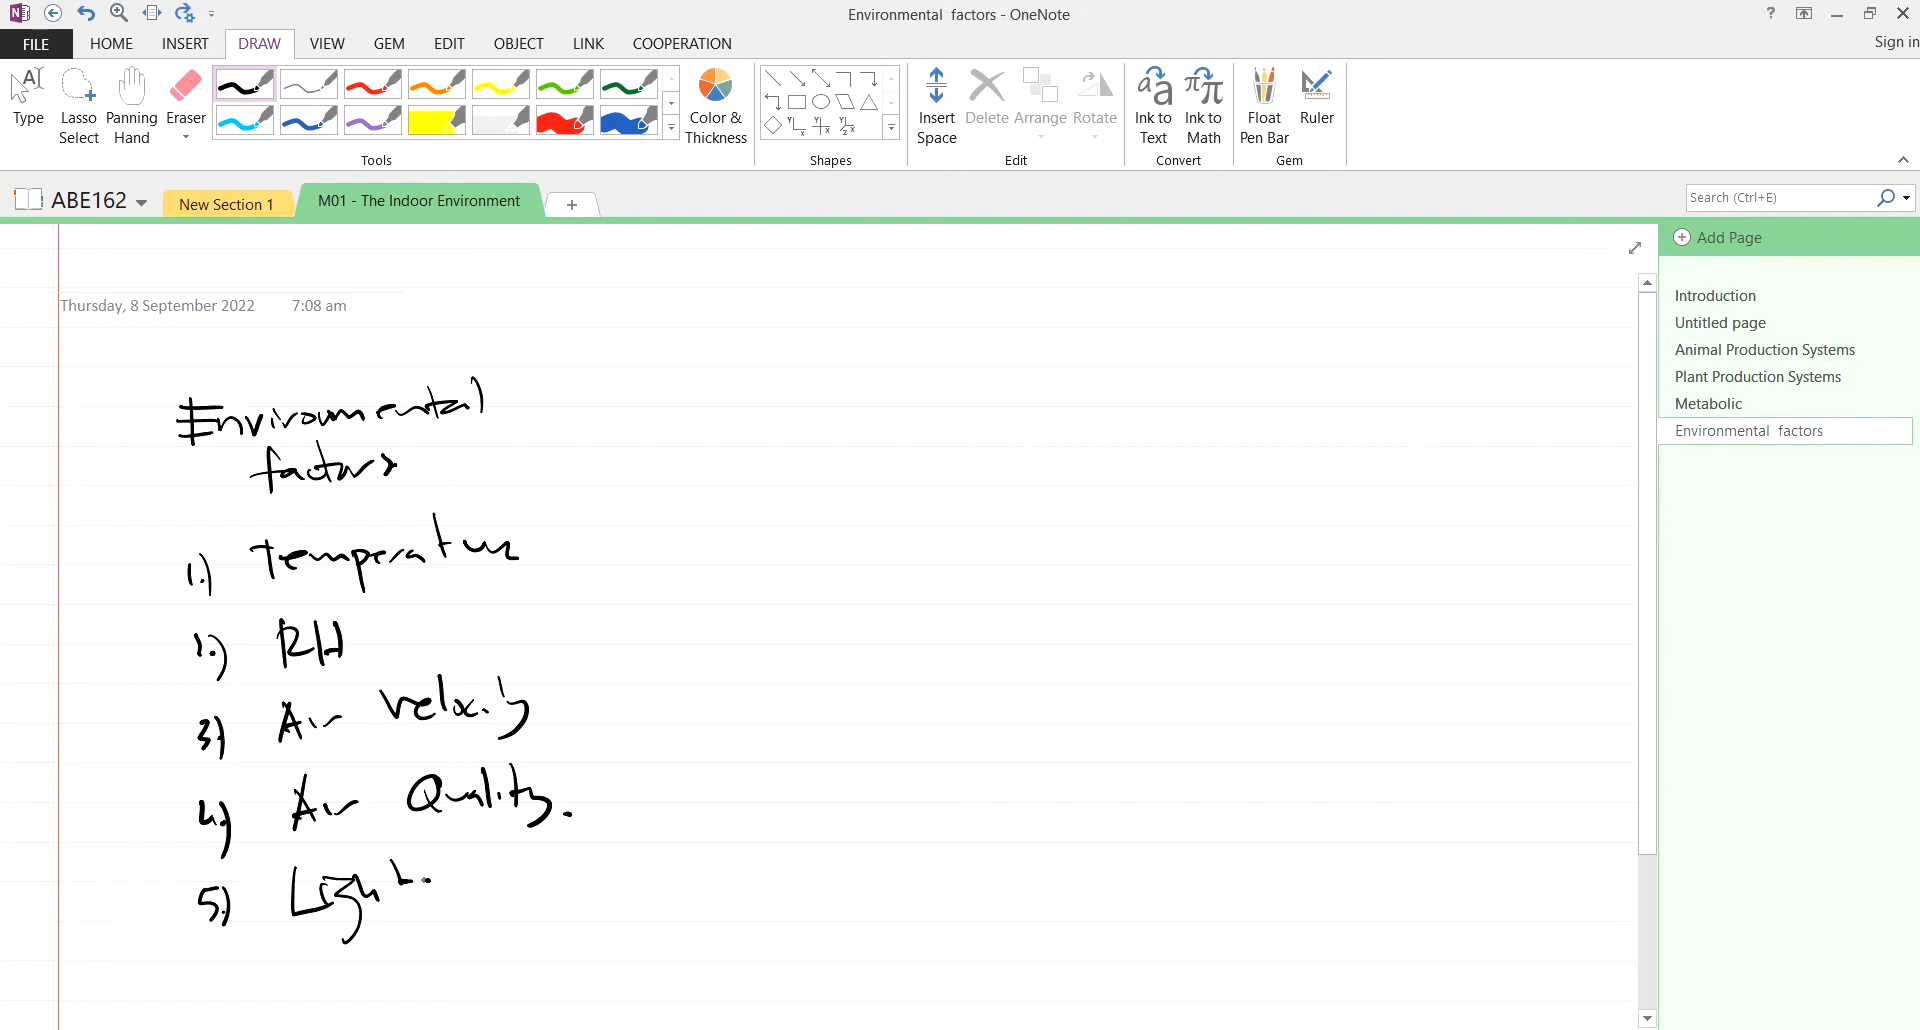 Environmental factors - OneNote
?
Sign in
FILE HOME INSERT DRAW VIEW GEM EDIT OBJECT LINK COOPERATION
Type
Lasso Select
Panning Hand
Eraser
Color & Thickness
Insert Space
Delete
Arrange
Rotate
Ink to Text
Ink to Math
Float Pen Bar
Ruler
Tools
Shapes
Edit
Convert
Gem
ABE162
New Section 1
M01 - The Indoor Environment
Search (Ctrl+E)
Add Page
Introduction
Untitled page
Animal Production Systems
Plant Production Systems
Metabolic
Environmental factors
Thursday, 8 September 2022 7:08 am
Environmental
factors
1.) Temperature
2.) RH
3.) Air velocity
4.) Air Quality.
5.) Light.